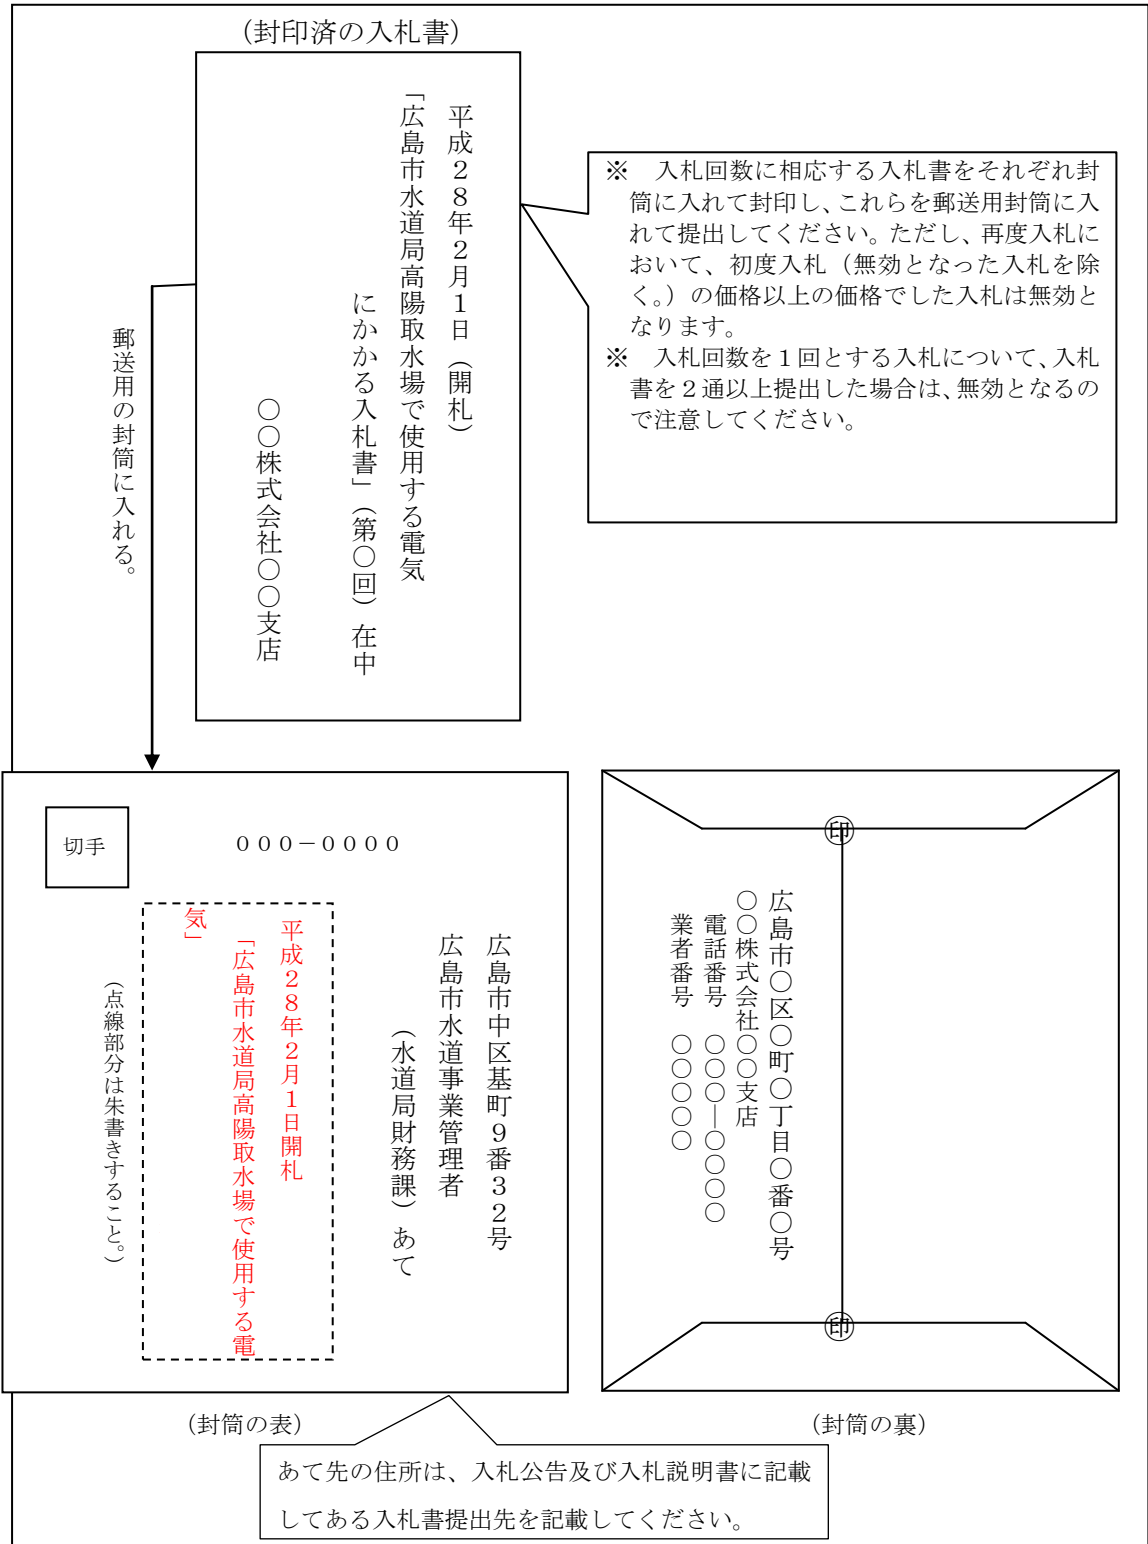 （封印済の入札書）
平成２８年２月１日（開札）
「広島市水道局高陽取水場で使用する電気
にかかる入札書」（第〇回）在中
〇〇株式会社〇〇支店
※　入札回数に相応する入札書をそれぞれ封
筒に入れて封印し、これらを郵送用封筒に入
れて提出してください。ただし、再度入札に
おいて、初度入札（無効となった入札を除
く。）の価格以上の価格でした入札は無効と
なります。
※　入札回数を１回とする入札について、入札
書を２通以上提出した場合は、無効となるの
で注意してください。
郵送用の封筒に入れる。
切手
０００－００００
広島市中区基町９番３２号
広島市水道事業管理者
（水道局財務課）あて
平成２８年２月１日開札
「広島市水道局高陽取水場で使用する電
気」
（点線部分は朱書きすること。）
（封筒の表）
㊞
広島市〇区〇町〇丁目〇番〇号
〇〇株式会社〇〇支店
電話番号　〇〇〇―〇〇〇〇
業者番号　〇〇〇〇〇
㊞
（封筒の裏）
あて先の住所は、入札公告及び入札説明書に記載
してある入札書提出先を記載してください。